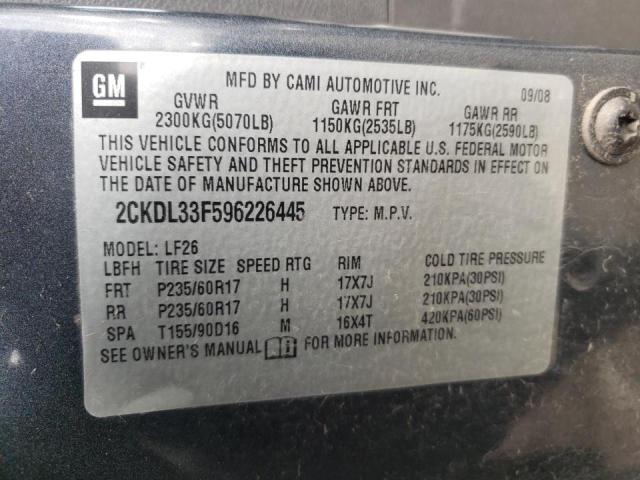 GM
MFD BY CAMI AUTOMOTIVE INC.
09/08
GVWR GAWR FRT GAWR RR
2300KG(5070LB) 1150KG(2535LB) 1175KG(2590LB)
THIS VEHICLE CONFORMS TO ALL APPLICABLE U.S. FEDERAL MOTOR
VEHICLE SAFETY AND THEFT PREVENTION STANDARDS IN EFFECT ON
THE DATE OF MANUFACTURE SHOWN ABOVE.
2CKDL33F596226445 TYPE: M.P.V.
MODEL: LF26
LBFH TIRE SIZE SPEED RTG RIM COLD TIRE PRESSURE
FRT P235/60R17 H 17X7J 210KPA(30PSI)
RR P235/60R17 H 17X7J 210KPA(30PSI)
SPA T155/90D16 M 16X4T 420KPA(60PSI)
SEE OWNER'S MANUAL FOR MORE INFORMATION.